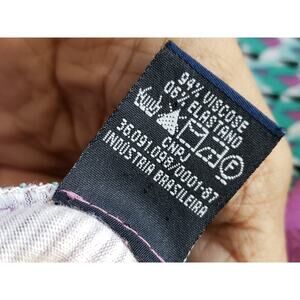 94% VISCOSE
06% ELASTANO
CNPJ
36.091.098/0001-87
INDÚSTRIA BRASILEIRA